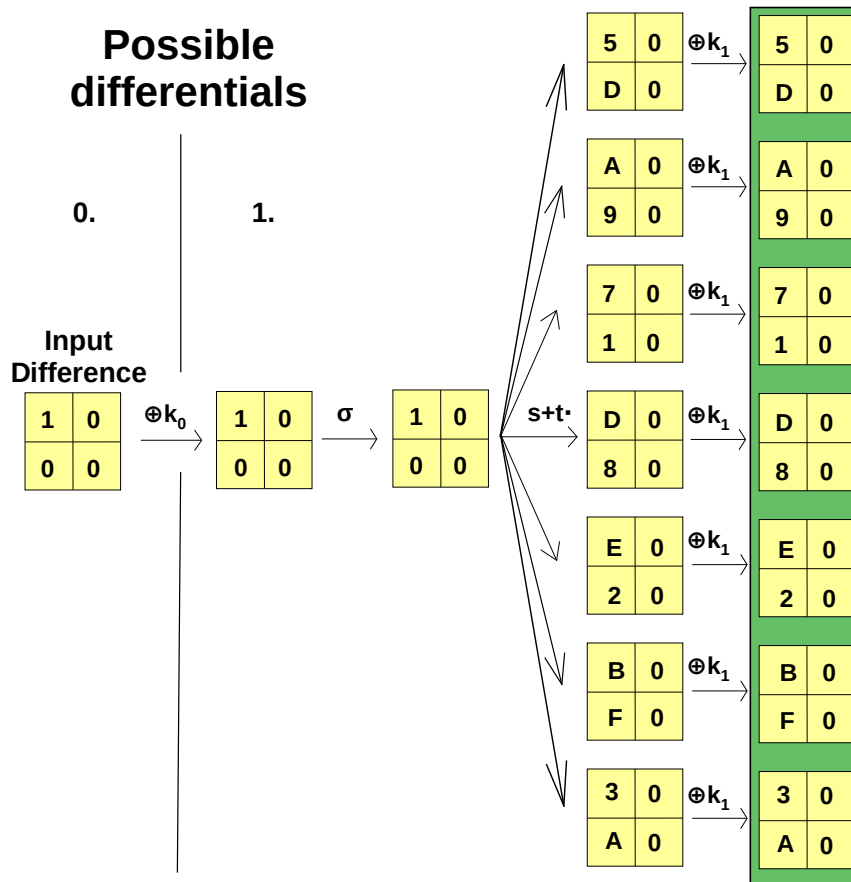 Possible
differentials
0.
1.
Input
Difference
1 0
0 0
⊕k₀
1 0
0 0
σ
1 0
0 0
s+t·
5 0
D 0
⊕k₁
5 0
D 0
A 0
9 0
⊕k₁
A 0
9 0
7 0
1 0
⊕k₁
7 0
1 0
D 0
8 0
⊕k₁
D 0
8 0
E 0
2 0
⊕k₁
E 0
2 0
B 0
F 0
⊕k₁
B 0
F 0
3 0
A 0
⊕k₁
3 0
A 0